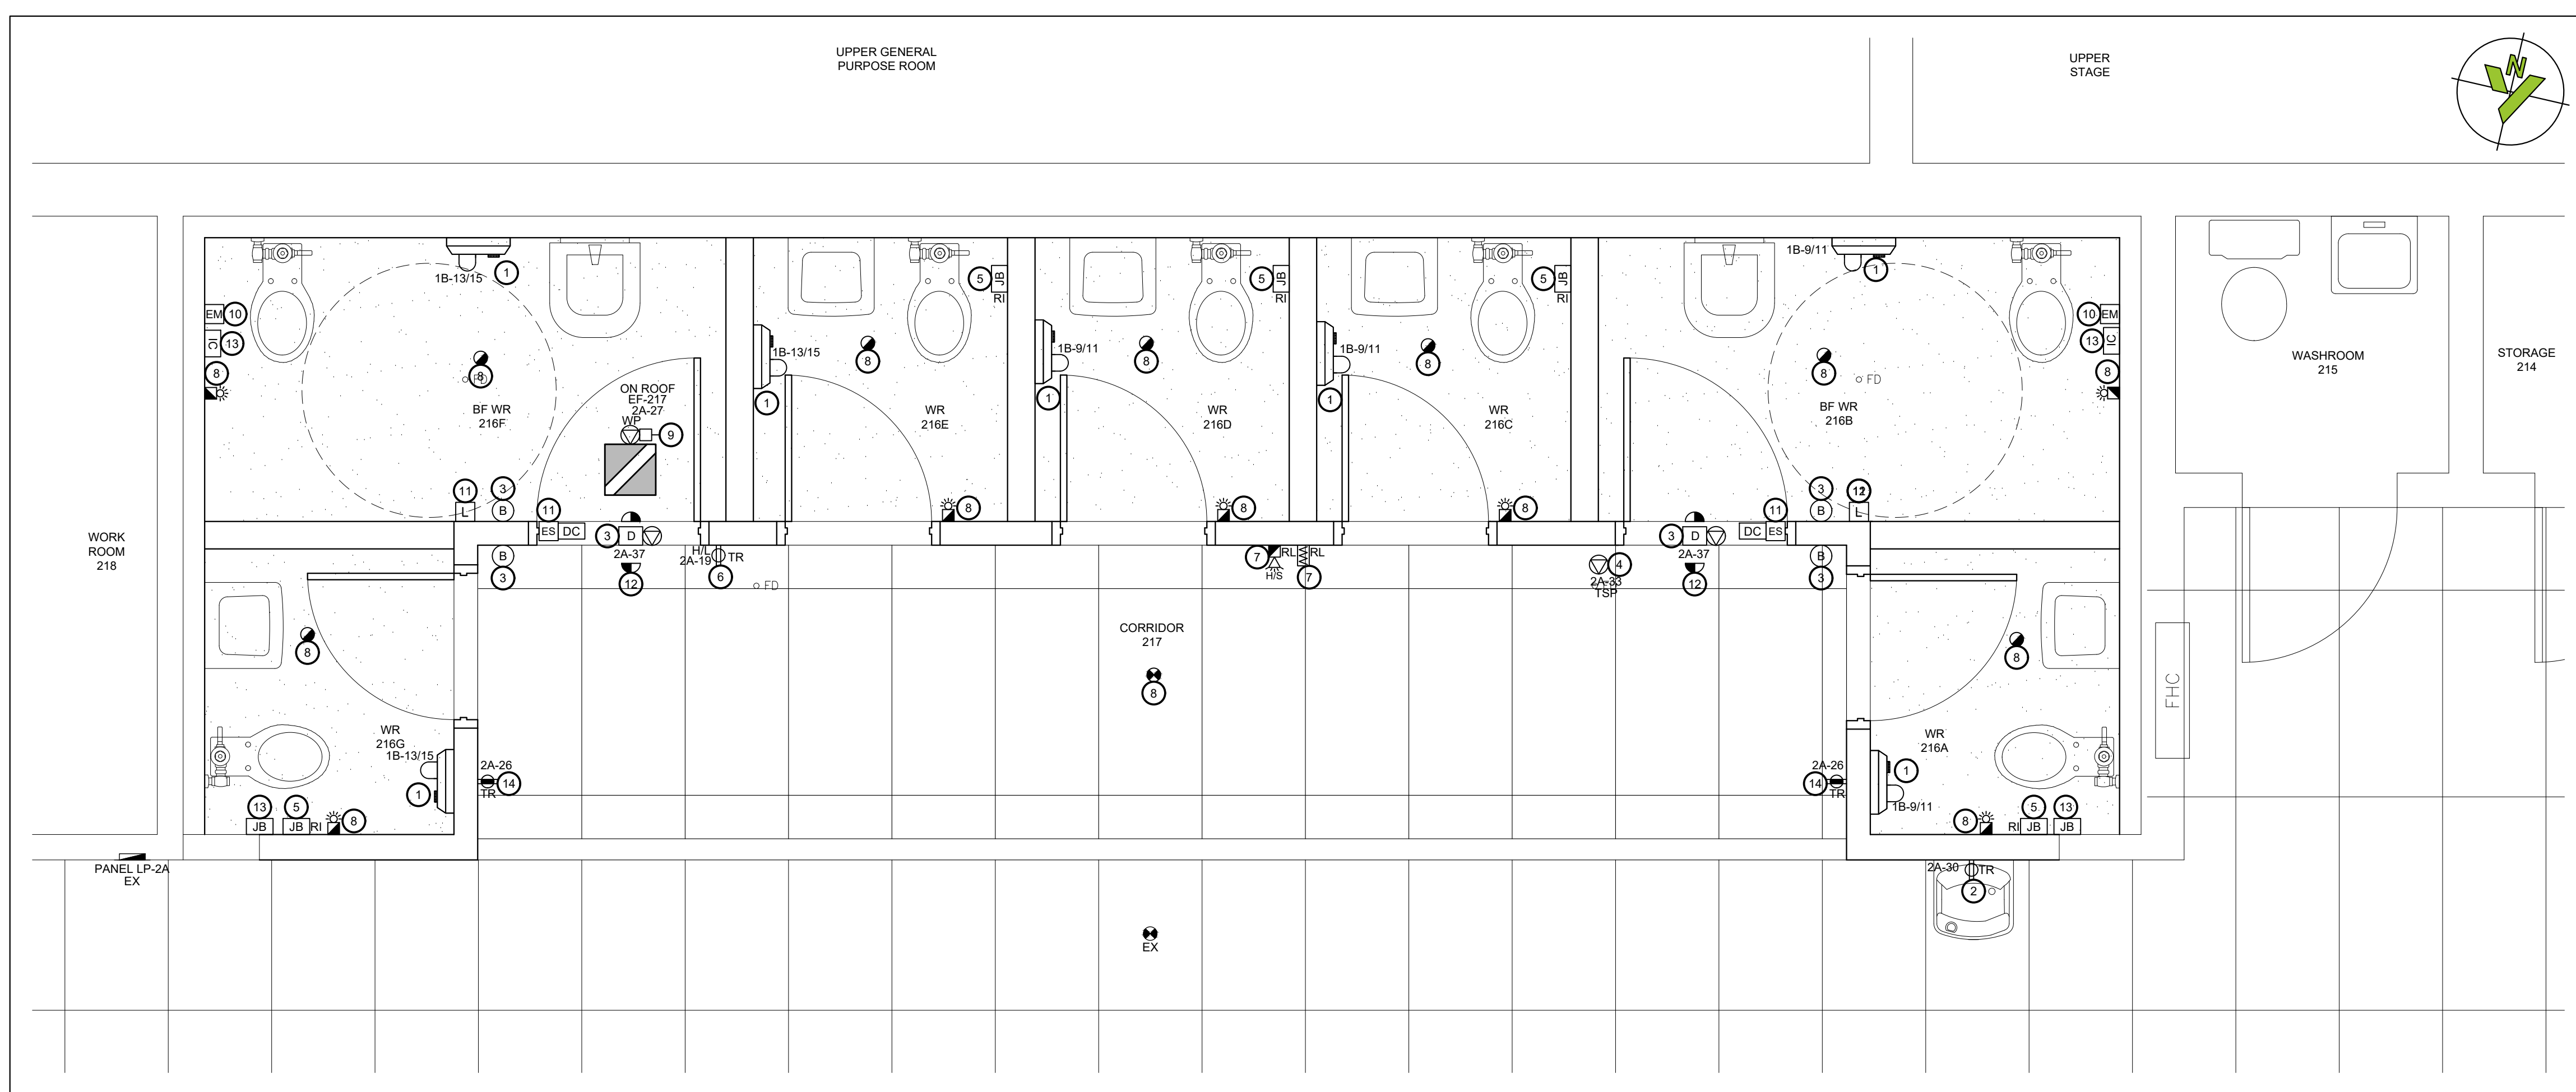 UPPER GENERAL
PURPOSE ROOM
UPPER
STAGE
N
1B-13/15
1
EM
10
IC
13
8
8
FD
BF WR
216F
ON ROOF
EF-217
2A-27
WP
9
11
L
3
B
11
ES
DC
3
D
2A-37
12
B
3
1B-13/15
1
8
5
JB
RI
WR
216E
8
H/L
2A-19
TR
6
FD
1B-9/11
1
8
5
JB
RI
WR
216D
8
7
RL
H/S
RL
7
1B-9/11
1
8
5
JB
RI
WR
216C
8
4
2A-33
TSP
1B-9/11
1
10
EM
13
IC
8
8
FD
BF WR
216B
3
B
L
11
DC
ES
3
D
2A-37
12
B
3
WASHROOM
215
STORAGE
214
WORK
ROOM
218
8
WR
216G
1B-13/15
1
13
JB
5
JB
RI
8
2A-26
14
TR
CORRIDOR
217
8
8
WR
216A
2A-26
14
TR
1
1B-9/11
8
RI
5
JB
13
JB
FHC
PANEL LP-2A
EX
2A-30
TR
2
EX